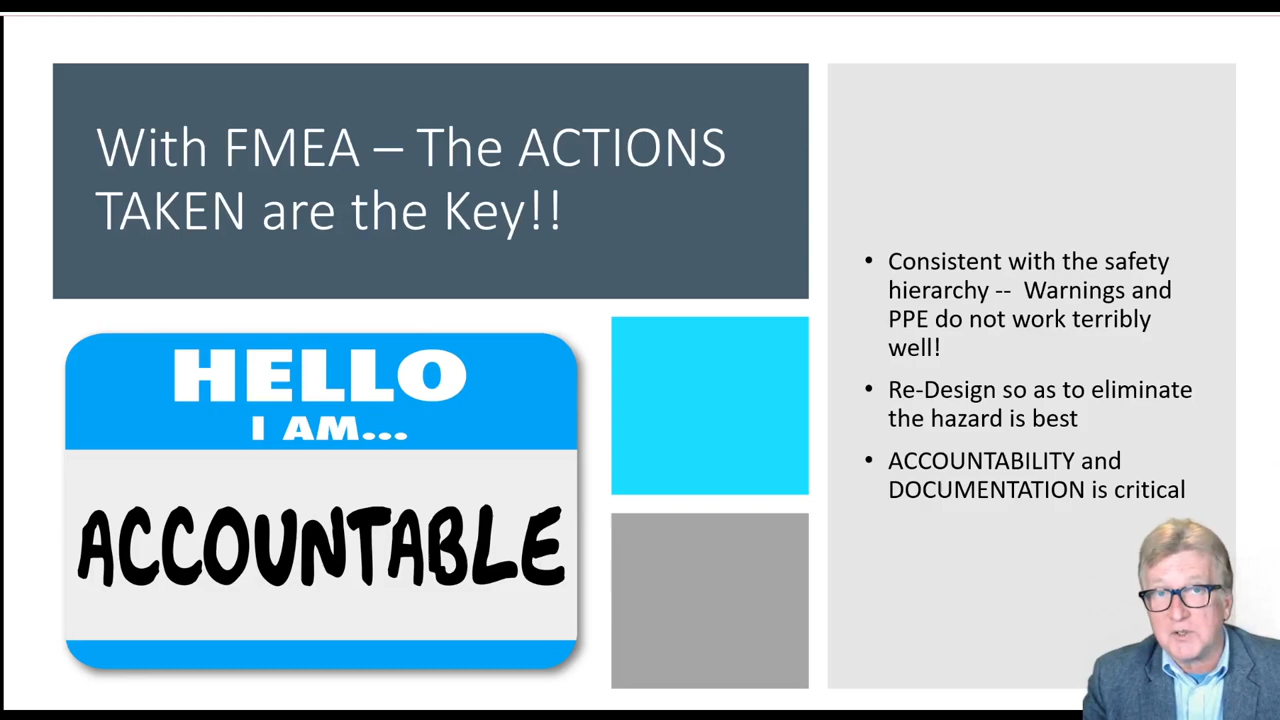 With FMEA – The ACTIONS
TAKEN are the Key!!
HELLO
I AM...
ACCOUNTABLE
• Consistent with the safety
hierarchy -- Warnings and
PPE do not work terribly
well!
• Re-Design so as to eliminate
the hazard is best
• ACCOUNTABILITY and
DOCUMENTATION is critical